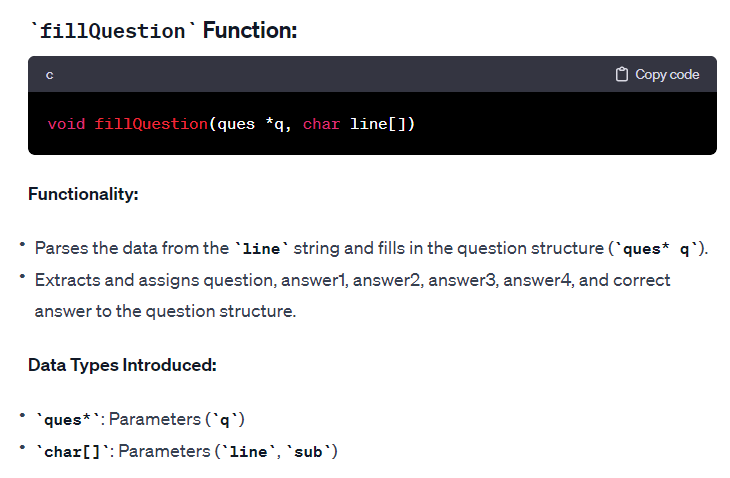 `fillQuestion` Function:
c
Copy code
void fillQuestion(ques *q, char line[])
Functionality:
• Parses the data from the `line` string and fills in the question structure (`ques* q`).
• Extracts and assigns question, answer1, answer2, answer3, answer4, and correct
answer to the question structure.
Data Types Introduced:
• `ques*`: Parameters (`q`)
• `char[]`: Parameters (`line`, `sub`)